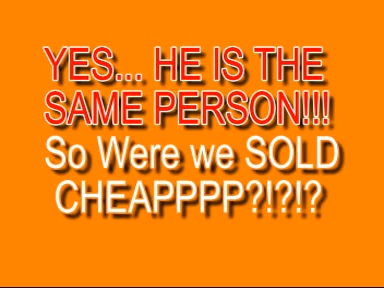 YES... HE IS THE
SAME PERSON!!!
So Were we SOLD
CHEAPPPP?!?!?